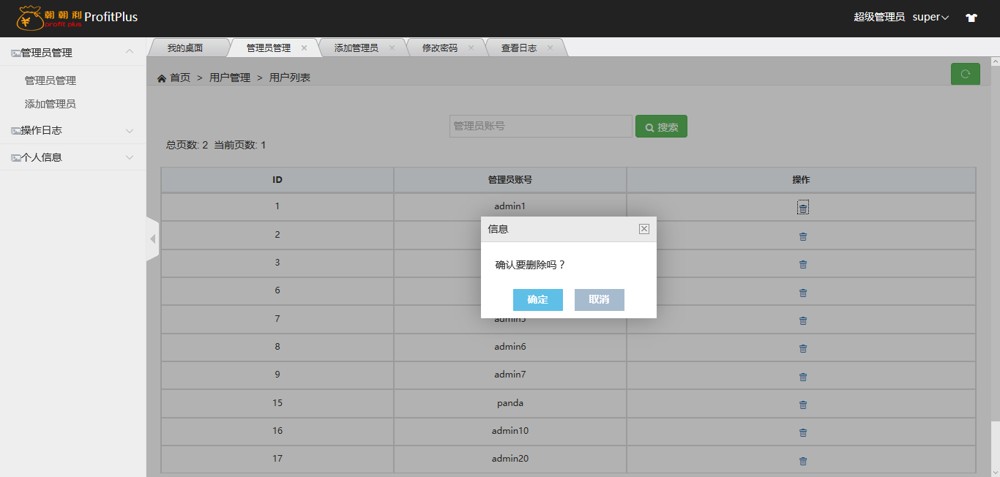 朝朝利 ProfitPlus
profit plus
超级管理员 super
管理员管理
管理员管理
添加管理员
操作日志
个人信息
我的桌面 管理员管理 添加管理员 修改密码 查看日志
首页 > 用户管理 > 用户列表
管理员账号 搜索
总页数: 2 当前页数: 1
ID 管理员账号 操作
1 admin1
2
3
6
7 admin5
8 admin6
9 admin7
15 panda
16 admin10
17 admin20
信息
确认要删除吗？
确定 取消